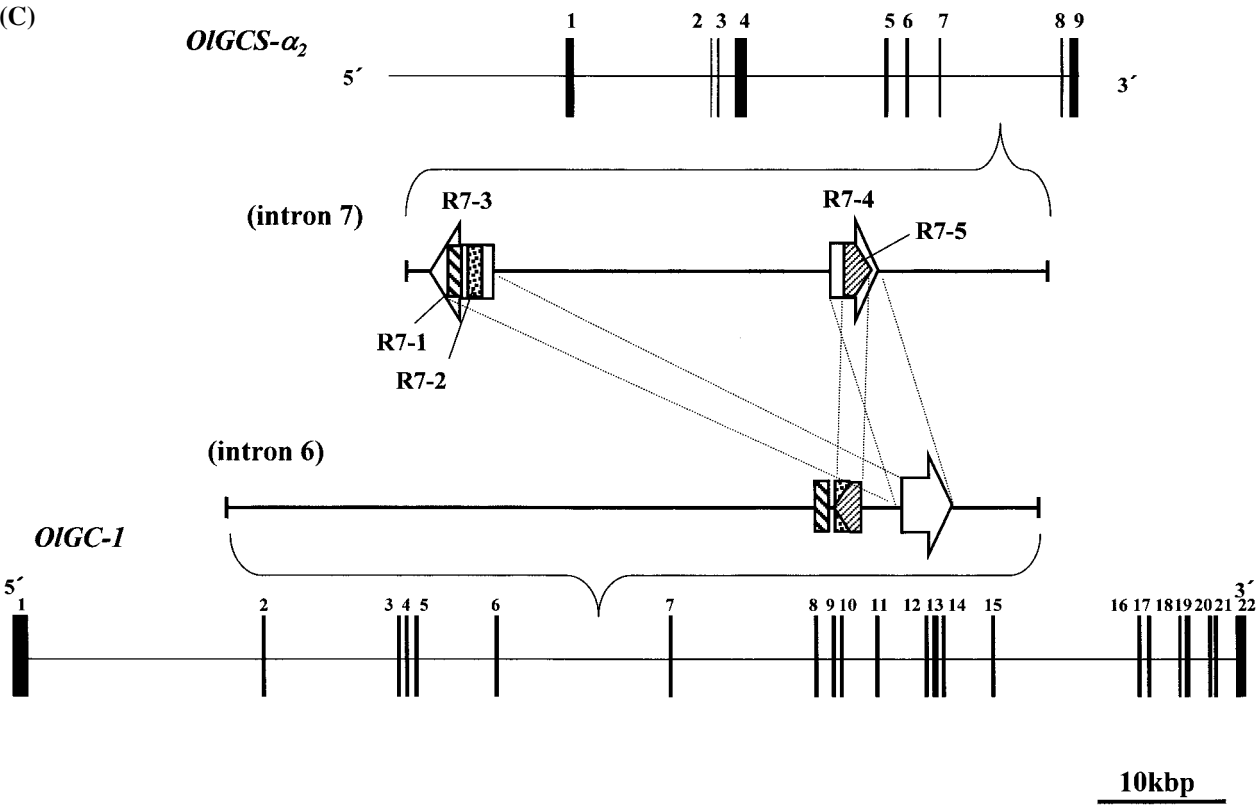 (C)
OlGCS-α2
1 2 3 4 5 6 7 8 9
5´
3´
(intron 7)
R7-3
R7-4
R7-5
R7-1
R7-2
(intron 6)
OlGC-1
5´
3´
1 2 3 4 5 6 7 8 9 10 11 12 13 14 15 16 17 18 19 20 21 22
10kbp